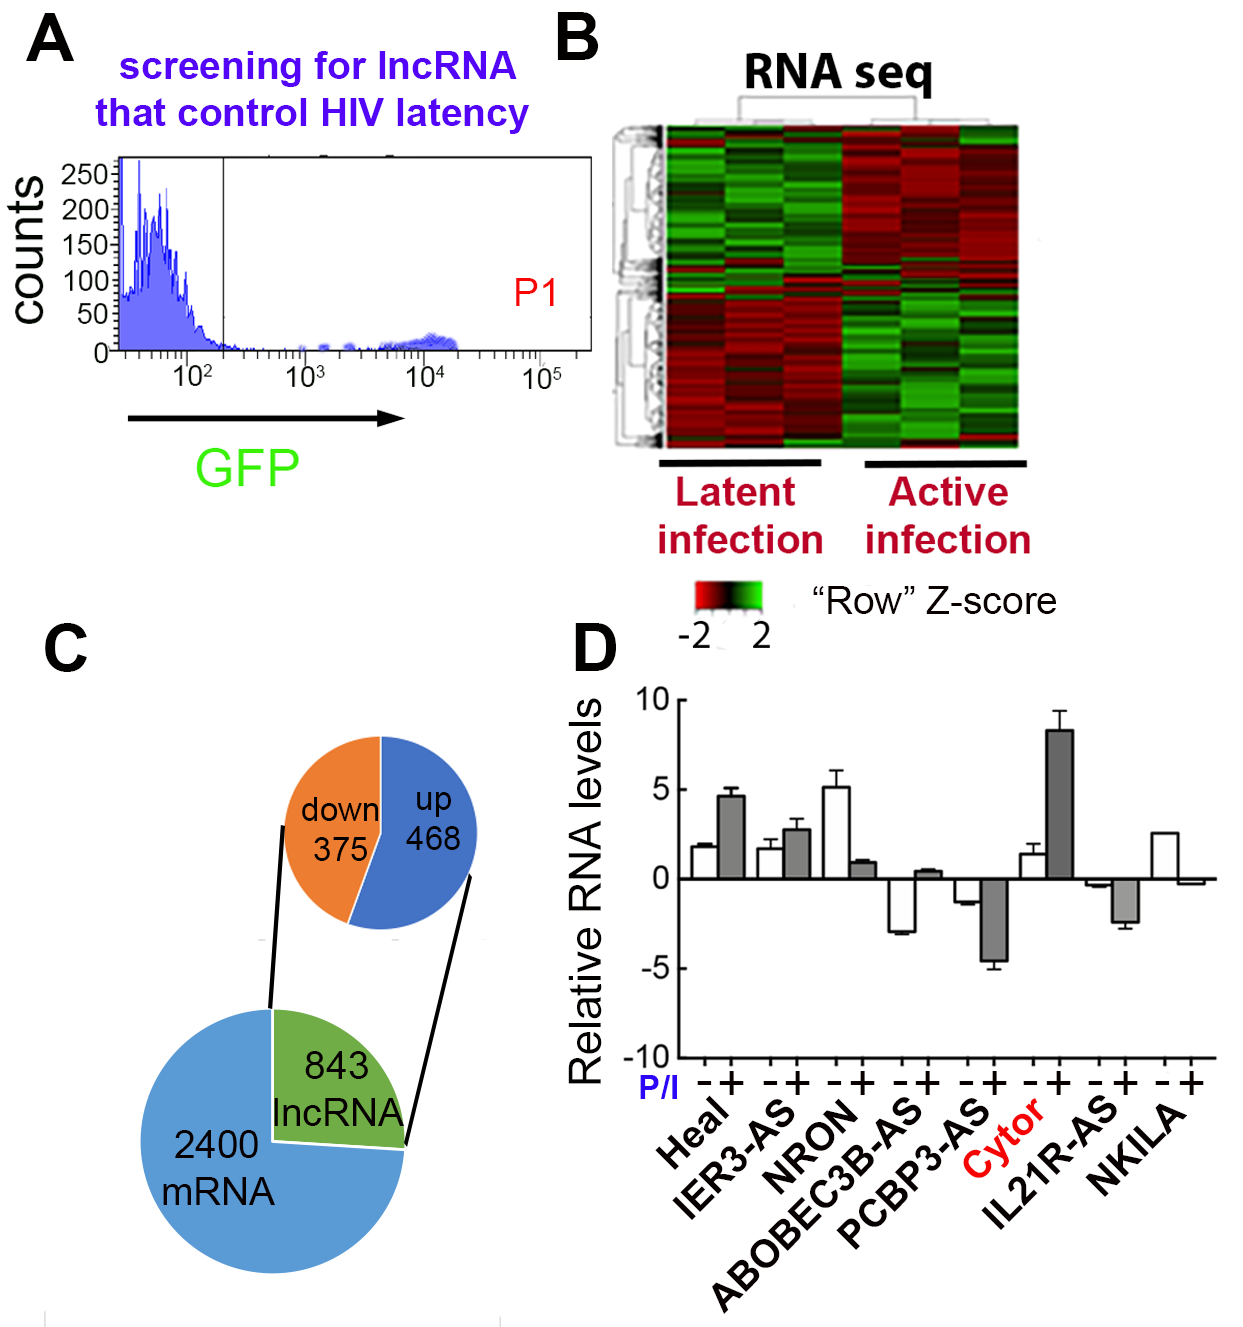 A
screening for lncRNA
that control HIV latency
counts
250
200
150
100
50
0
P1
10²
10³
10⁴
10⁵
GFP
B
RNA seq
Latent
infection
Active
infection
-2
2
“Row” Z-score
C
down
375
up
468
843
lncRNA
2400
mRNA
D
Relative RNA levels
10
5
0
-5
-10
P/I
- + - + - + - + - + - + - + - +
Heal
IER3-AS
NRON
ABOBEC3B-AS
PCBP3-AS
Cytor
IL21R-AS
NKILA